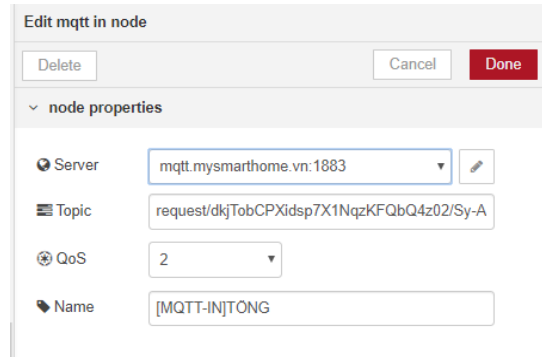 Edit mqtt in node
Delete Cancel Done
node properties
Server mqtt.mysmarthome.vn:1883
Topic request/dkjTobCPXidsp7X1NqzKFQbQ4z02/Sy-A
QoS 2
Name [MQTT-IN]TỔNG